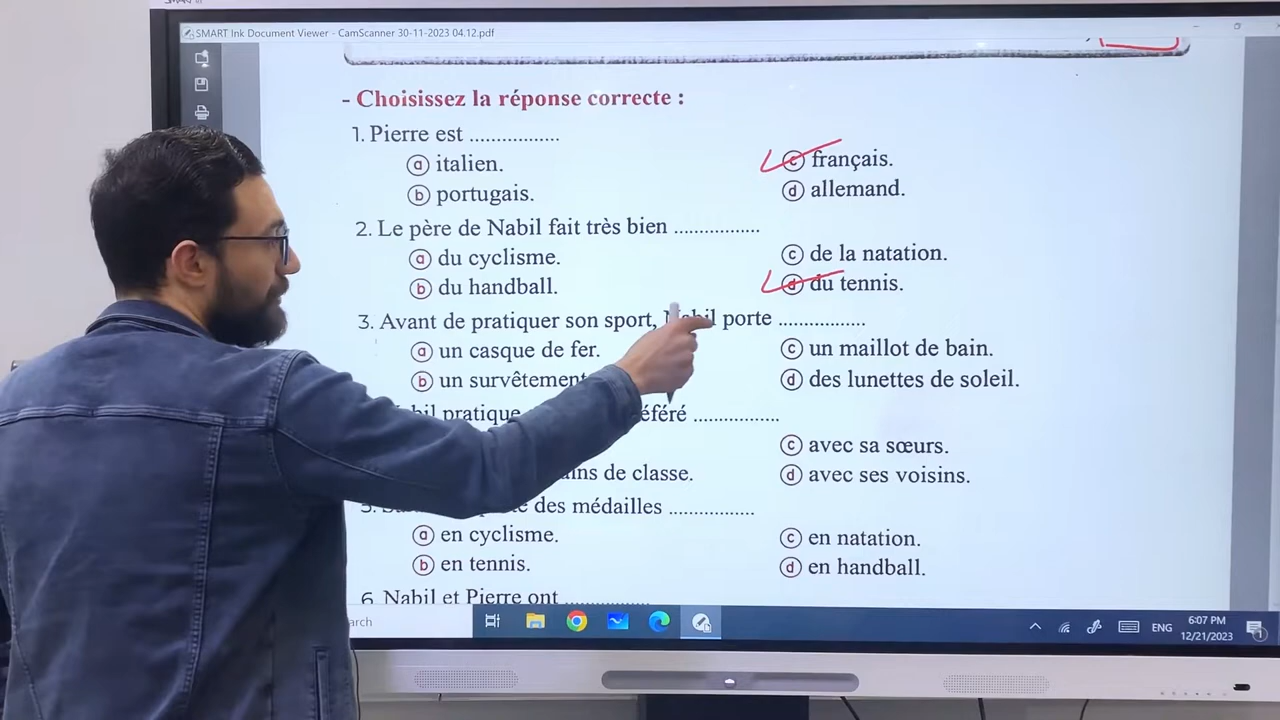 SMART Ink Document Viewer - CamScanner 30-11-2023 04.12.pdf
- Choisissez la réponse correcte :
1. Pierre est ................
a italien.
b portugais.
c français.
d allemand.
2. Le père de Nabil fait très bien ................
a du cyclisme.
b du handball.
c de la natation.
d du tennis.
3. Avant de pratiquer son sport, Nabil porte ................
a un casque de fer.
b un survêtement
c un maillot de bain.
d des lunettes de soleil.
pratique ................
de classe.
c avec sa sœurs.
d avec ses voisins.
des médailles ................
a en cyclisme.
b en tennis.
c en natation.
d en handball.
6 Nabil et Pierre ont ................
ENG
6:07 PM
12/21/2023